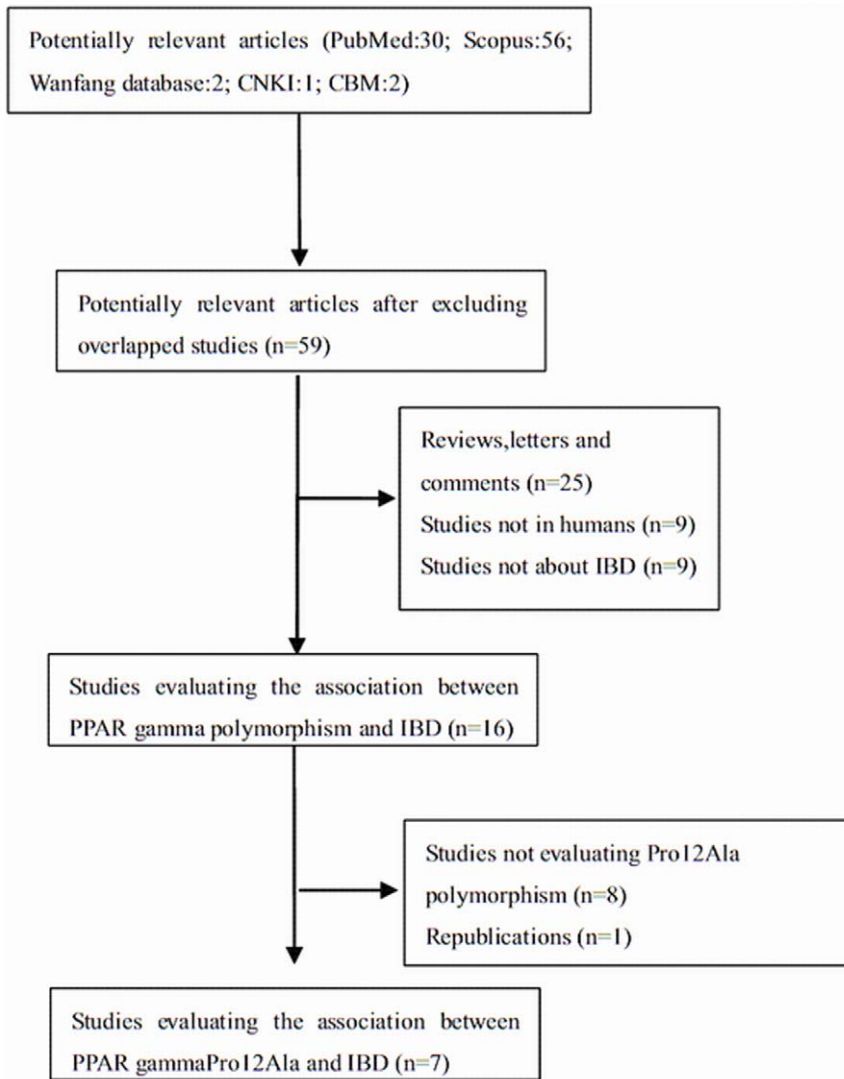 Potentially relevant articles (PubMed:30; Scopus:56;
Wanfang database:2; CNKI:1; CBM:2)
Potentially relevant articles after excluding
overlapped studies (n=59)
Reviews,letters and
comments (n=25)
Studies not in humans (n=9)
Studies not about IBD (n=9)
Studies evaluating the association between
PPAR gamma polymorphism and IBD (n=16)
Studies not evaluating Pro12Ala
polymorphism (n=8)
Republications (n=1)
Studies evaluating the association between
PPAR gammaPro12Ala and IBD (n=7)